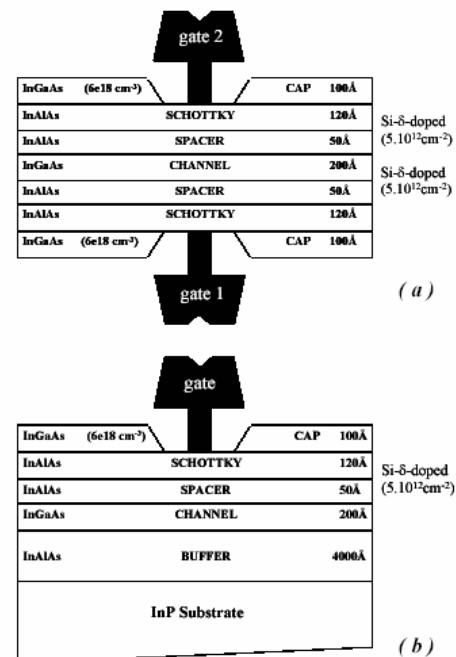 gate 2
InGaAs (6e18 cm-3) CAP 100Å
InAlAs SCHOTTKY 120Å
Si-δ-doped
(5.10¹²cm⁻²)
InAlAs SPACER 50Å
InGaAs CHANNEL 200Å
Si-δ-doped
(5.10¹²cm⁻²)
InAlAs SPACER 50Å
InAlAs SCHOTTKY 120Å
InGaAs (6e18 cm-3) CAP 100Å
gate 1
( a )
gate
InGaAs (6e18 cm-3) CAP 100Å
InAlAs SCHOTTKY 120Å
Si-δ-doped
(5.10¹²cm⁻²)
InAlAs SPACER 50Å
InGaAs CHANNEL 200Å
InAlAs BUFFER 4000Å
InP Substrate
( b )